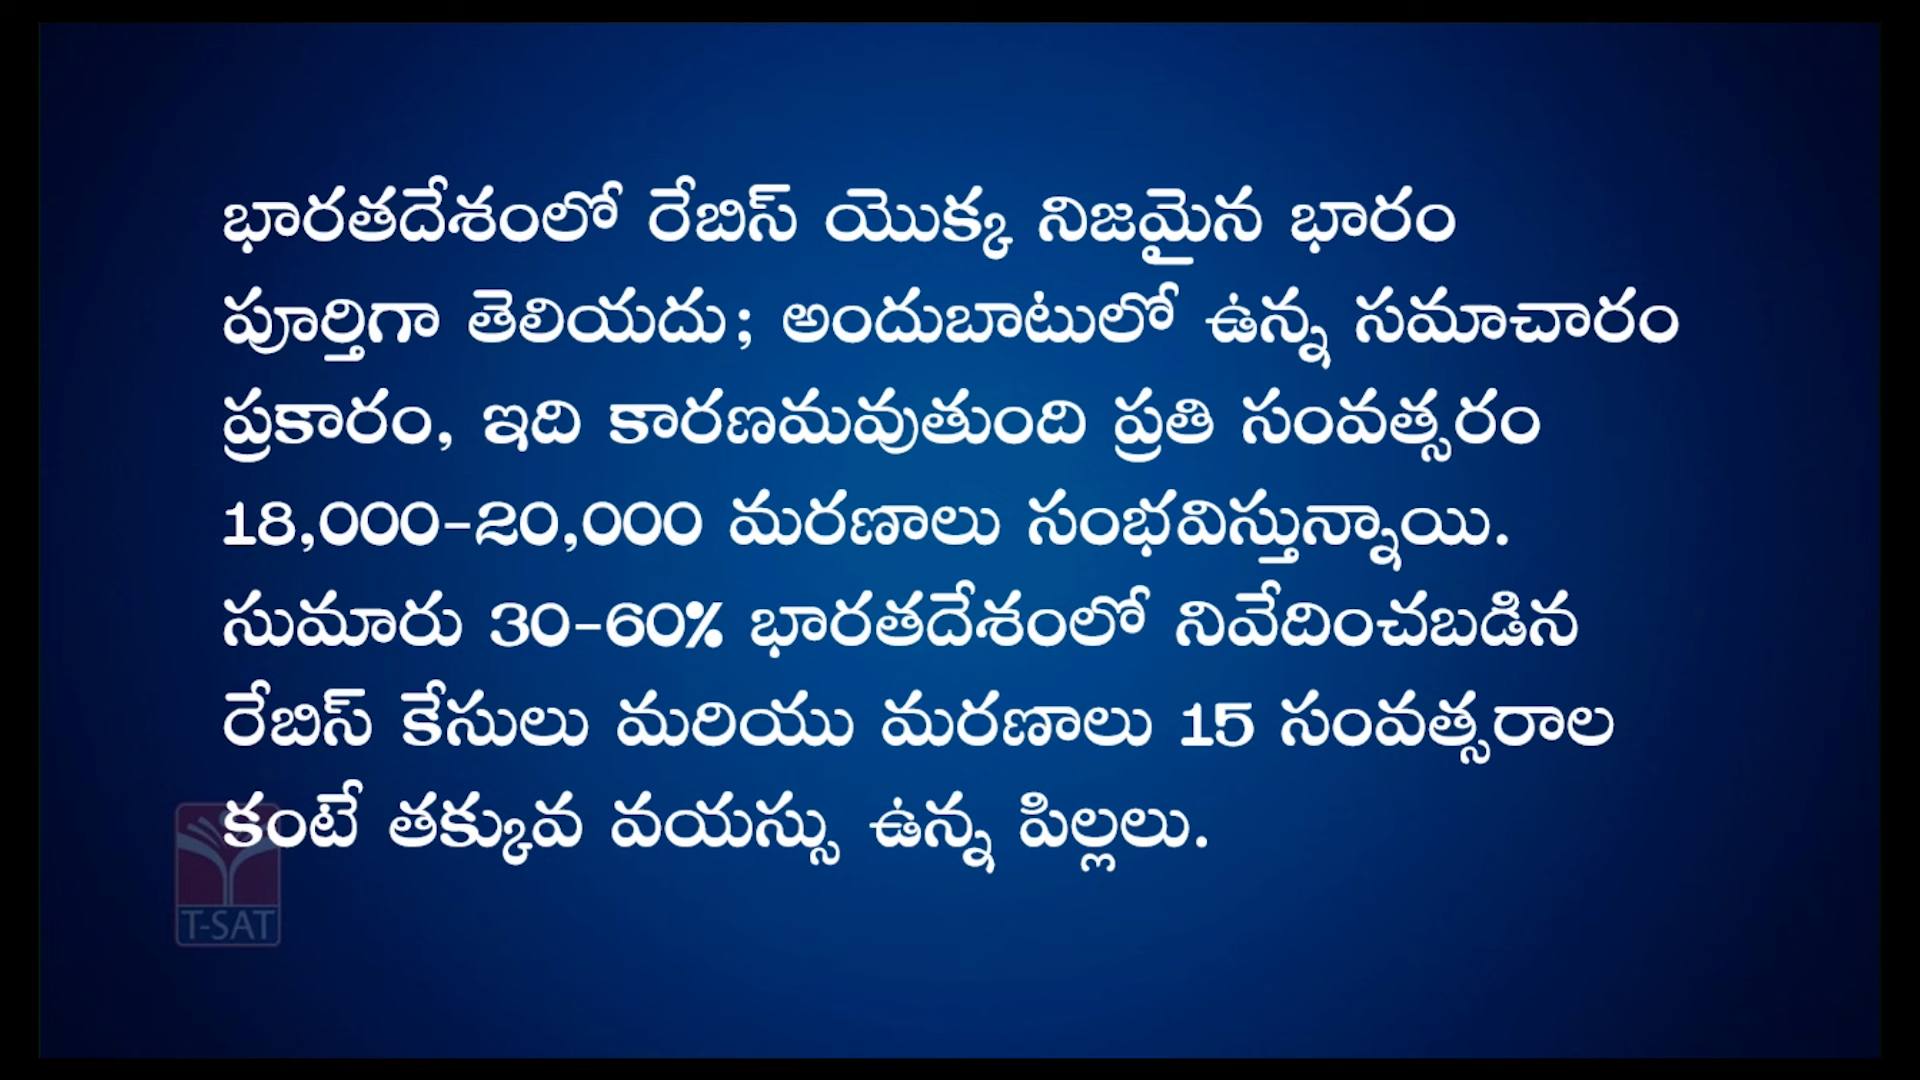 భారతదేశంలో రేబిస్ యొక్క నిజమైన భారం
పూర్తిగా తెలియదు; అందుబాటులో ఉన్న సమాచారం
ప్రకారం, ఇది కారణమవుతుంది ప్రతి సంవత్సరం
18,000-20,000 మరణాలు సంభవిస్తున్నాయి.
సుమారు 30-60% భారతదేశంలో నివేదించబడిన
రేబిస్ కేసులు మరియు మరణాలు 15 సంవత్సరాల
కంటే తక్కువ వయస్సు ఉన్న పిల్లలు.
T-SAT